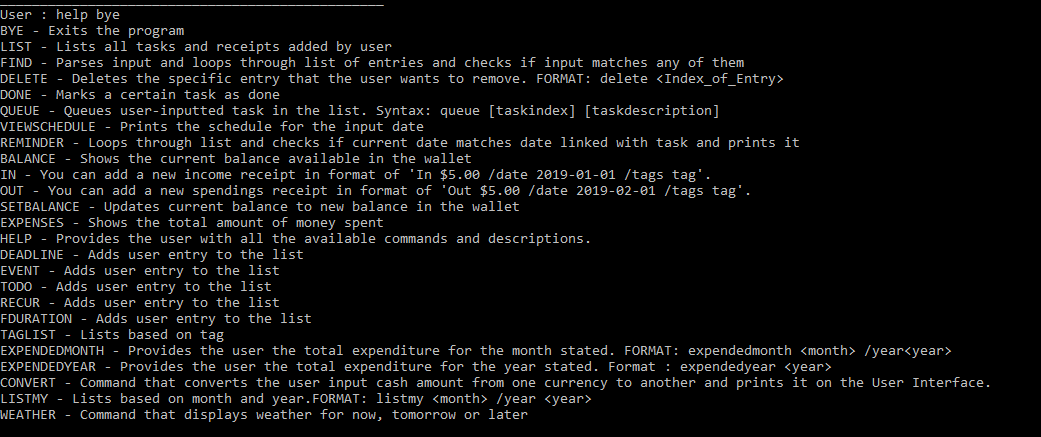 User : help bye
BYE - Exits the program
LIST - Lists all tasks and receipts added by user
FIND - Parses input and loops through list of entries and checks if input matches any of them
DELETE - Deletes the specific entry that the user wants to remove. FORMAT: delete <Index_of_Entry>
DONE - Marks a certain task as done
QUEUE - Queues user-inputted task in the list. Syntax: queue [taskindex] [taskdescription]
VIEWSCHEDULE - Prints the schedule for the input date
REMINDER - Loops through list and checks if current date matches date linked with task and prints it
BALANCE - Shows the current balance available in the wallet
IN - You can add a new income receipt in format of 'In $5.00 /date 2019-01-01 /tags tag'.
OUT - You can add a new spendings receipt in format of 'Out $5.00 /date 2019-02-01 /tags tag'.
SETBALANCE - Updates current balance to new balance in the wallet
EXPENSES - Shows the total amount of money spent
HELP - Provides the user with all the available commands and descriptions.
DEADLINE - Adds user entry to the list
EVENT - Adds user entry to the list
TODO - Adds user entry to the list
RECUR - Adds user entry to the list
FDURATION - Adds user entry to the list
TAGLIST - Lists based on tag
EXPENDEDMONTH - Provides the user the total expenditure for the month stated. FORMAT: expendedmonth <month> /year<year>
EXPENDEDYEAR - Provides the user the total expenditure for the year stated. Format : expendedyear <year>
CONVERT - Command that converts the user input cash amount from one currency to another and prints it on the User Interface.
LISTMY - Lists based on month and year.FORMAT: listmy <month> /year <year>
WEATHER - Command that displays weather for now, tomorrow or later